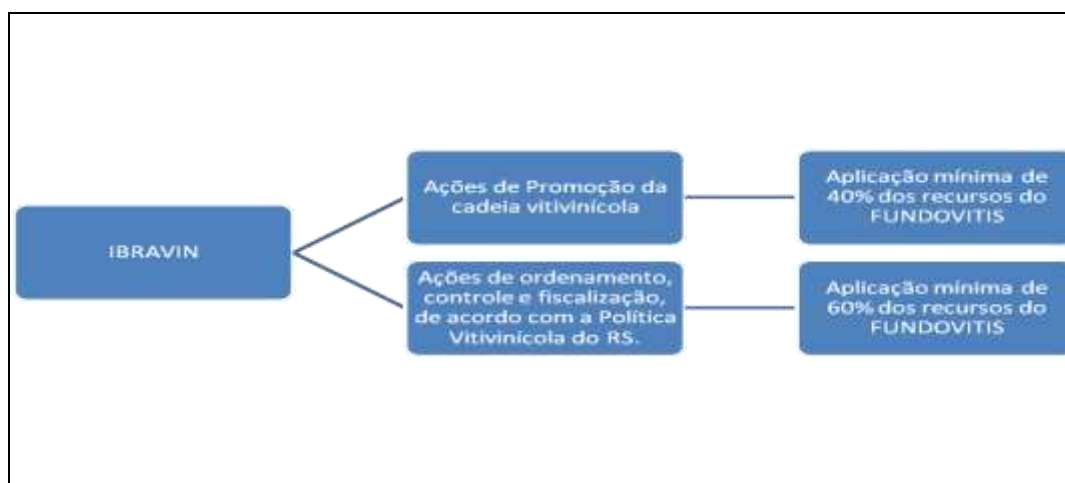 IBRAVIN
Ações de Promoção da
cadeia vitivinícola
Aplicação mínima de
40% dos recursos do
FUNDOVITIS
Ações de ordenamento,
controle e fiscalização,
de acordo com a Política
Vitivinícola do RS.
Aplicação mínima de
60% dos recursos do
FUNDOVITIS